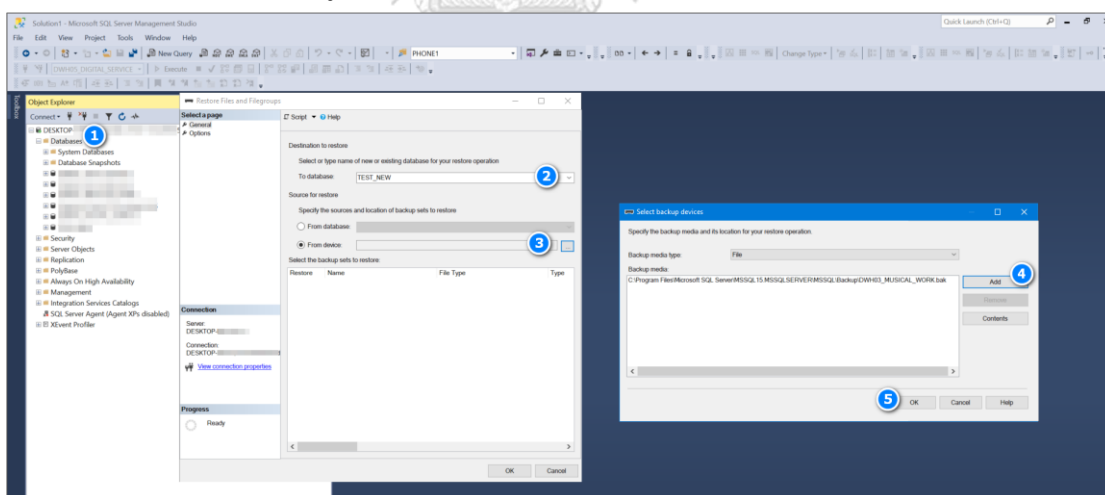 Solution1 - Microsoft SQL Server Management Studio
Quick Launch (Ctrl+Q)
File Edit View Project Tools Window Help
New Query
PHONE1
Change Type
DWH05_DIGITAL_SERVICE
Execute
Toolbox
Object Explorer
Connect
DESKTOP
1
Databases
System Databases
Database Snapshots
Security
Server Objects
Replication
PolyBase
Always On High Availability
Management
Integration Services Catalogs
SQL Server Agent (Agent XPs disabled)
XEvent Profiler
Restore Files and Filegroups
Select a page
General
Options
Script Help
Destination to restore
Select or type name of new or existing database for your restore operation
To database: TEST_NEW
2
Source for restore
Specify the sources and location of backup sets to restore
From database:
From device:
3
...
Select the backup sets to restore:
Restore Name File Type Type
Connection
Server:
DESKTOP-
Connection:
DESKTOP-
View connection properties
Progress
Ready
OK Cancel
Select backup devices
Specify the backup media and its location for your restore operation.
Backup media type: File
Backup media:
C:\Program Files\Microsoft SQL Server\MSSQL15.MSSQLSERVER\MSSQL\Backup\DWH03_MUSICAL_WORK.bak
Add
4
Remove
Contents
5
OK Cancel Help